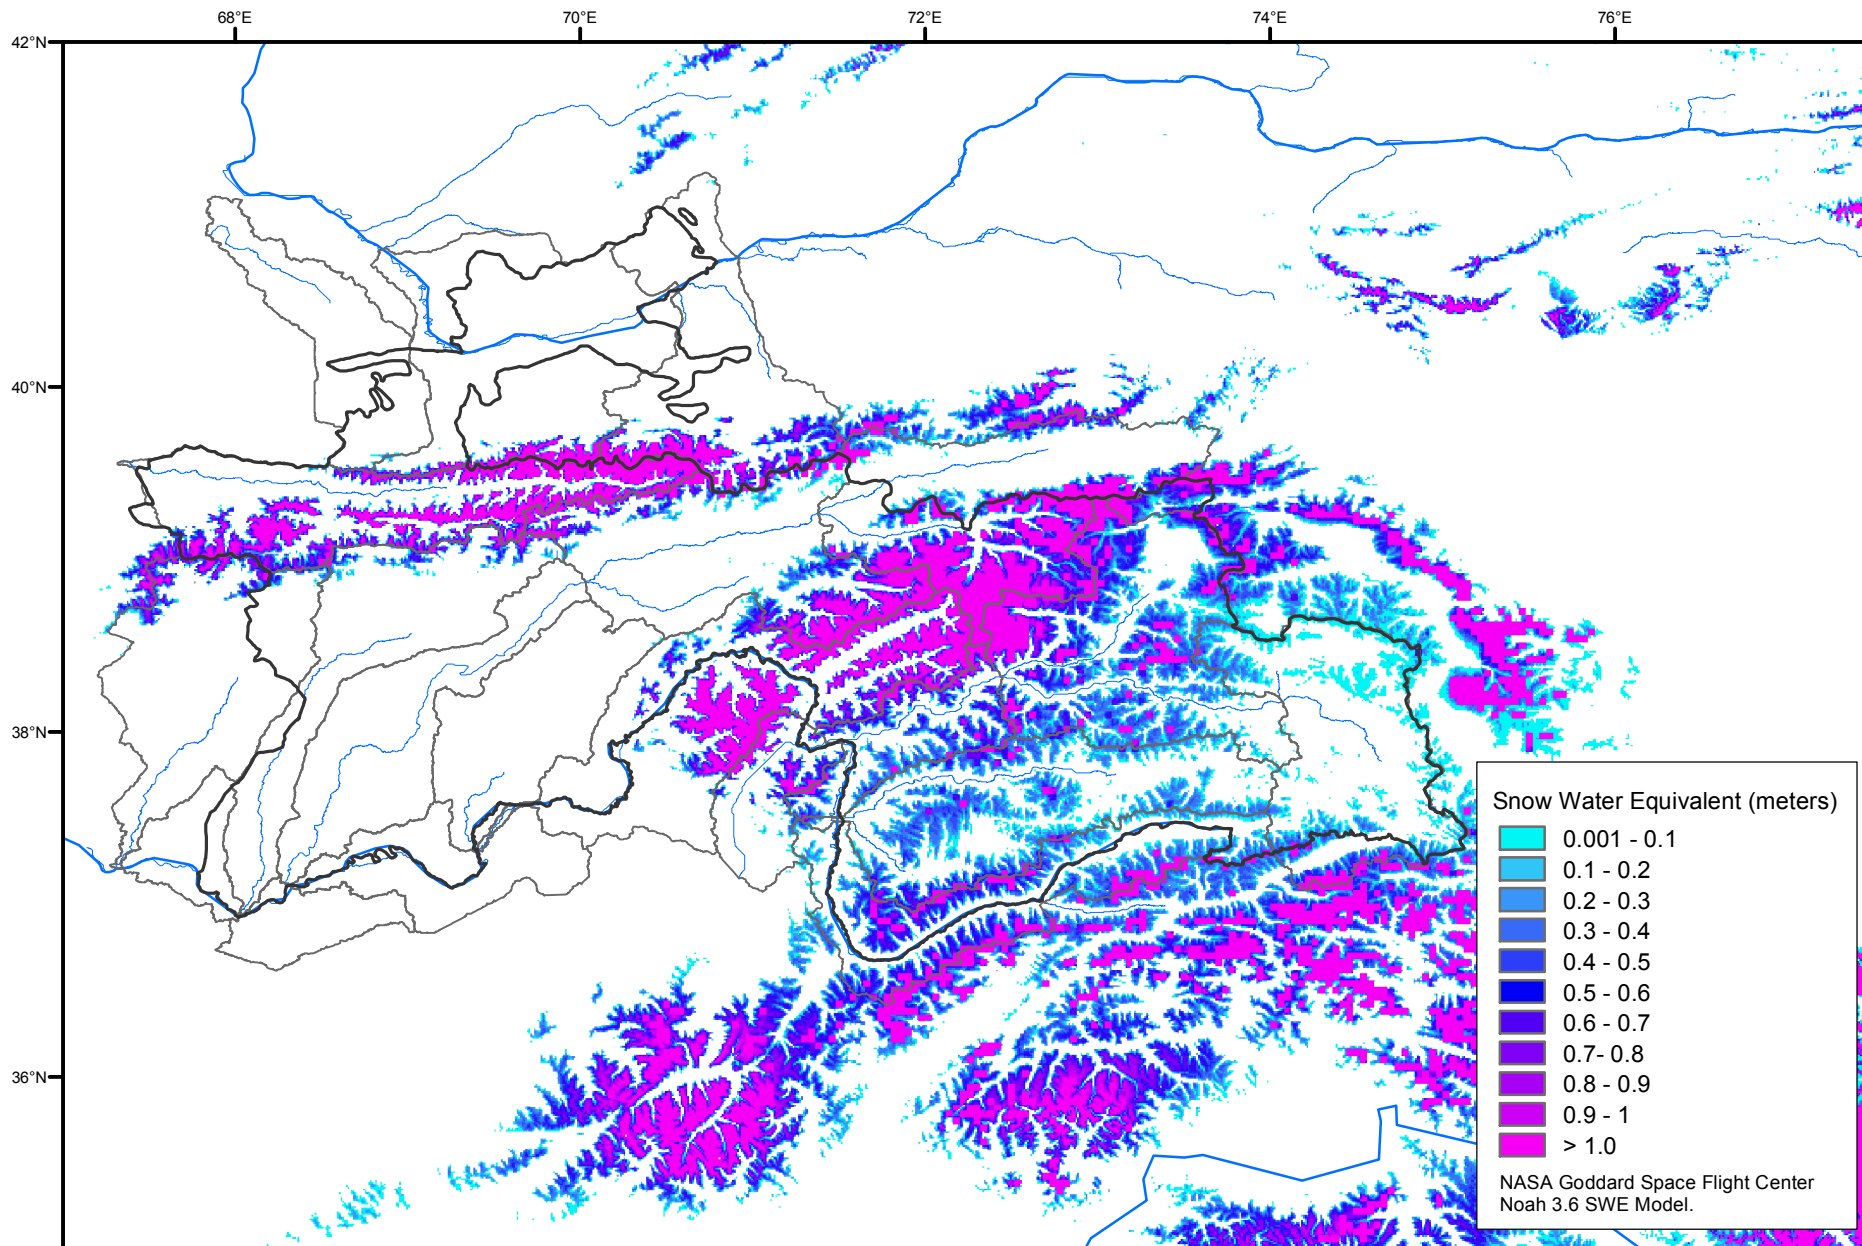 68°E 70°E 72°E 74°E 76°E
42°N
40°N
38°N
36°N
Snow Water Equivalent (meters)
0.001 - 0.1
0.1 - 0.2
0.2 - 0.3
0.3 - 0.4
0.4 - 0.5
0.5 - 0.6
0.6 - 0.7
0.7- 0.8
0.8 - 0.9
0.9 - 1
> 1.0
NASA Goddard Space Flight Center
Noah 3.6 SWE Model.